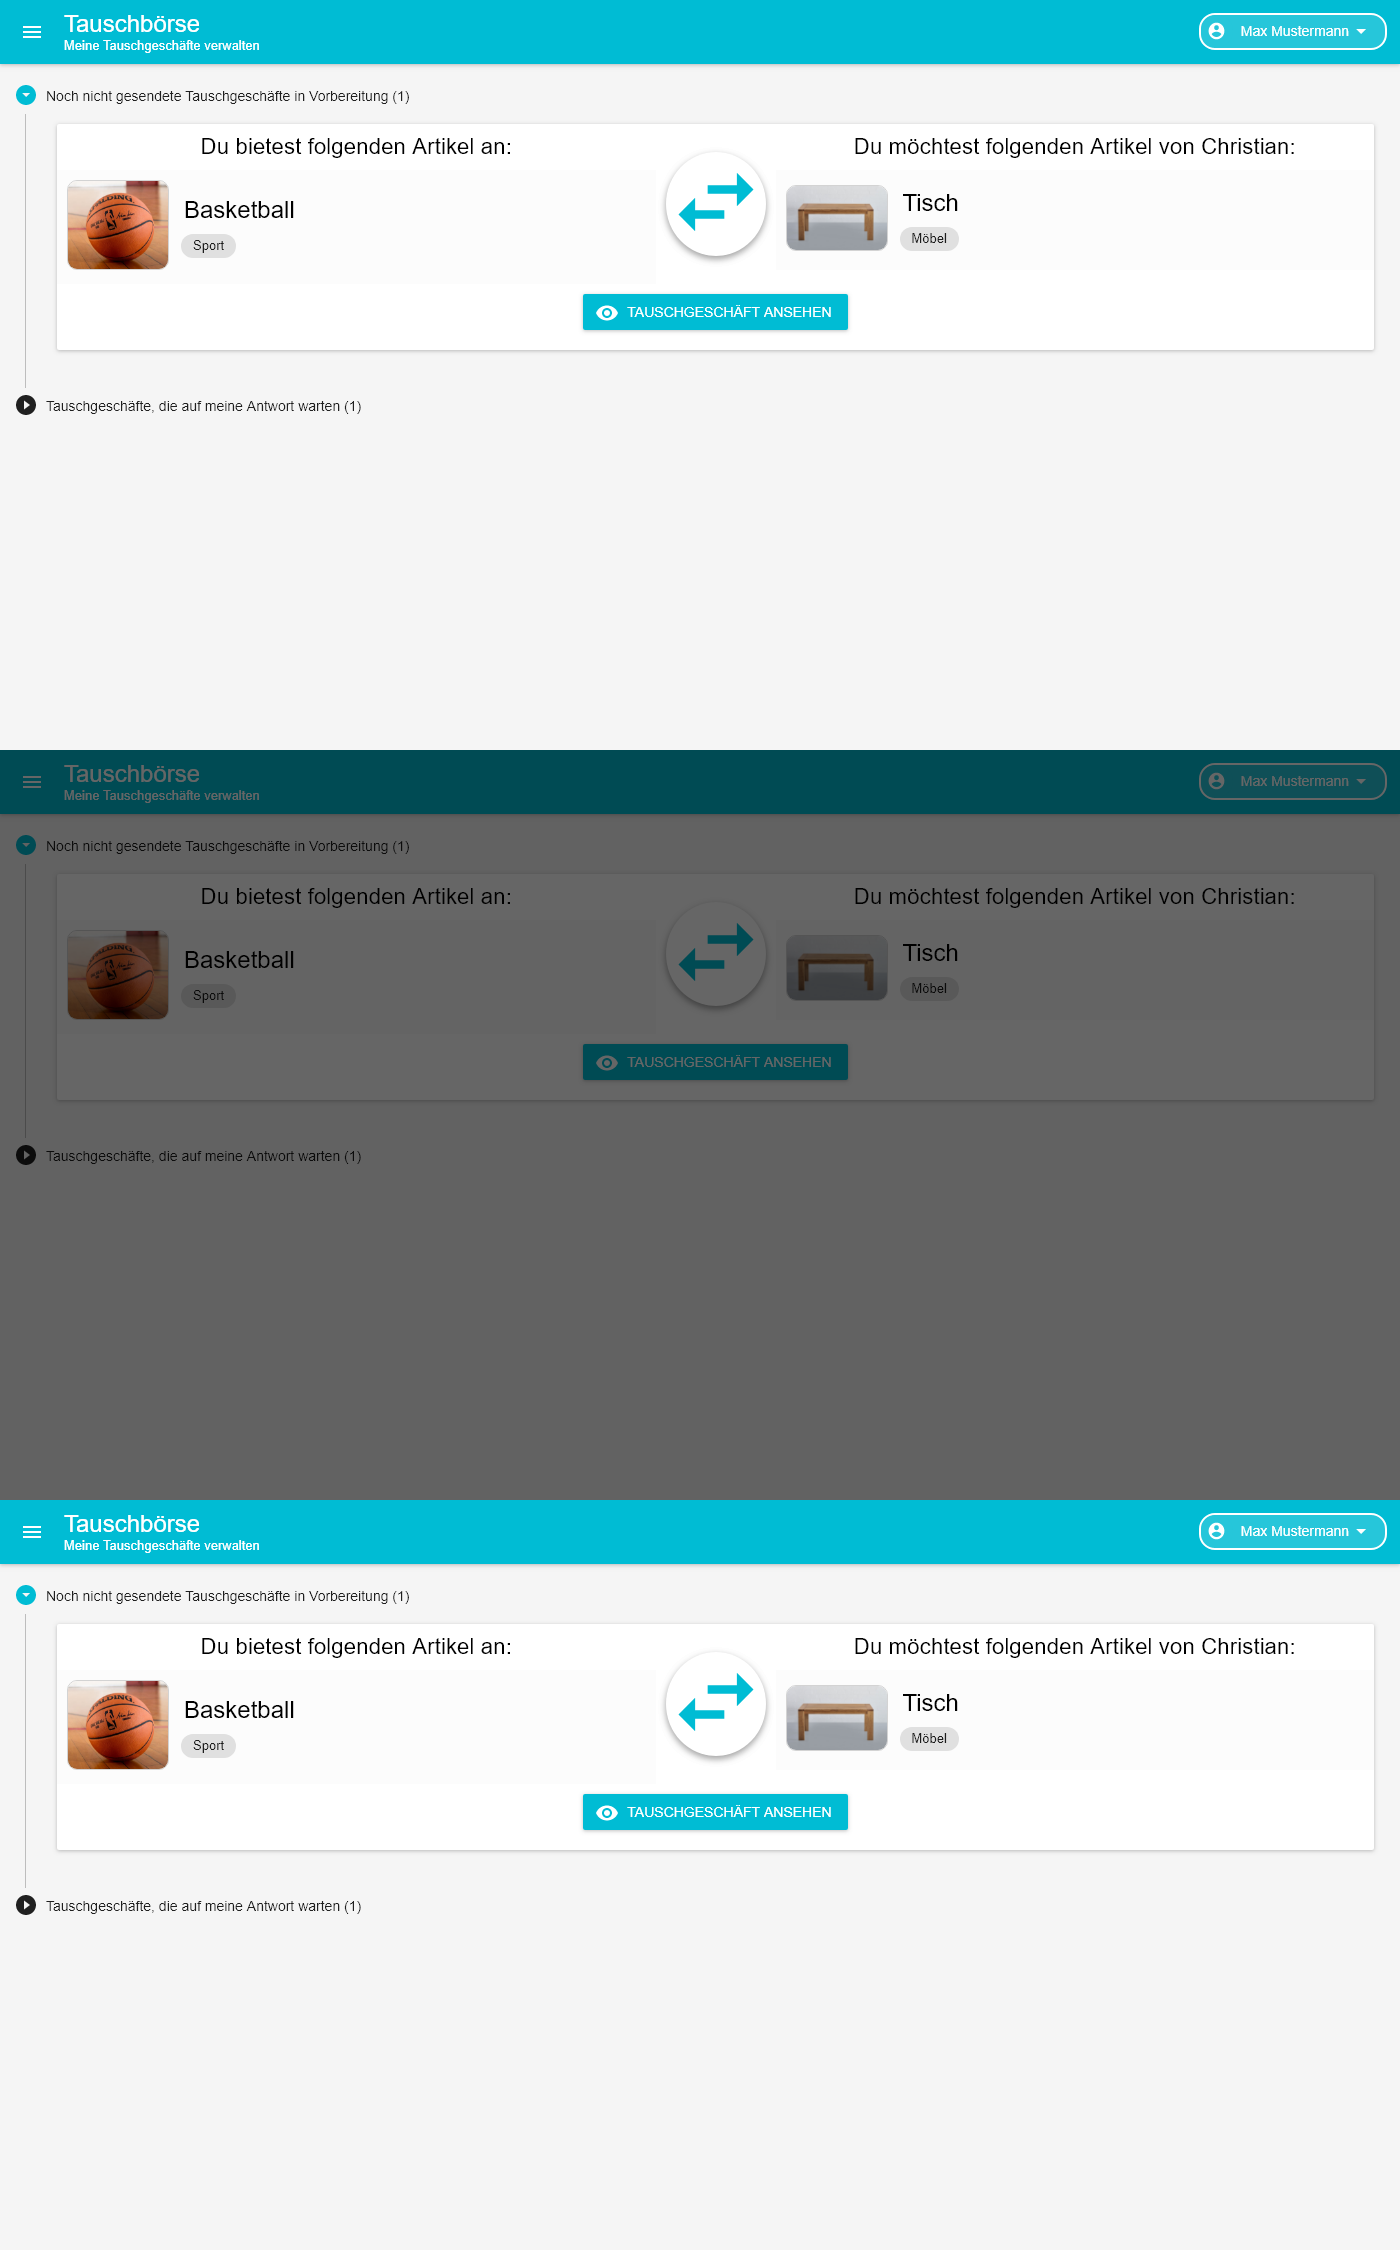 Tauschbörse
Meine Tauschgeschäfte verwalten
Max Mustermann
Noch nicht gesendete Tauschgeschäfte in Vorbereitung (1)
Du bietest folgenden Artikel an:
Du möchtest folgenden Artikel von Christian:
Basketball
Sport
Tisch
Möbel
TAUSCHGESCHÄFT ANSEHEN
Tauschgeschäfte, die auf meine Antwort warten (1)
Tauschbörse
Meine Tauschgeschäfte verwalten
Max Mustermann
Noch nicht gesendete Tauschgeschäfte in Vorbereitung (1)
Du bietest folgenden Artikel an:
Du möchtest folgenden Artikel von Christian:
Basketball
Sport
Tisch
Möbel
TAUSCHGESCHÄFT ANSEHEN
Tauschgeschäfte, die auf meine Antwort warten (1)
Tauschbörse
Meine Tauschgeschäfte verwalten
Max Mustermann
Noch nicht gesendete Tauschgeschäfte in Vorbereitung (1)
Du bietest folgenden Artikel an:
Du möchtest folgenden Artikel von Christian:
Basketball
Sport
Tisch
Möbel
TAUSCHGESCHÄFT ANSEHEN
Tauschgeschäfte, die auf meine Antwort warten (1)